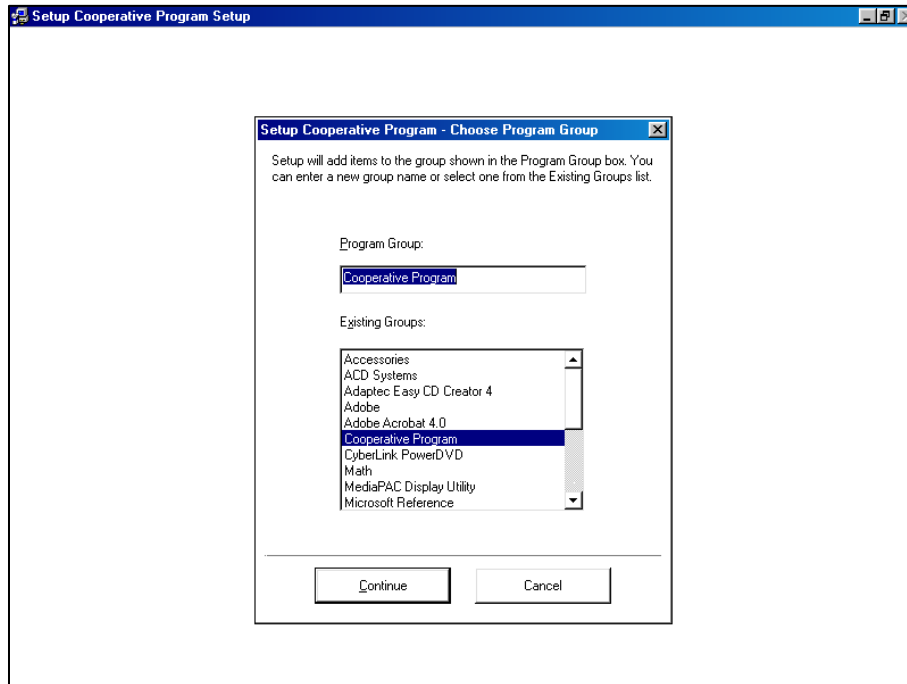 Setup Cooperative Program Setup
Setup Cooperative Program - Choose Program Group
Setup will add items to the group shown in the Program Group box. You
can enter a new group name or select one from the Existing Groups list.
Program Group:
Cooperative Program
Existing Groups:
Accessories
ACD Systems
Adaptec Easy CD Creator 4
Adobe
Adobe Acrobat 4.0
Cooperative Program
CyberLink PowerDVD
Math
MediaPAC Display Utility
Microsoft Reference
Continue
Cancel